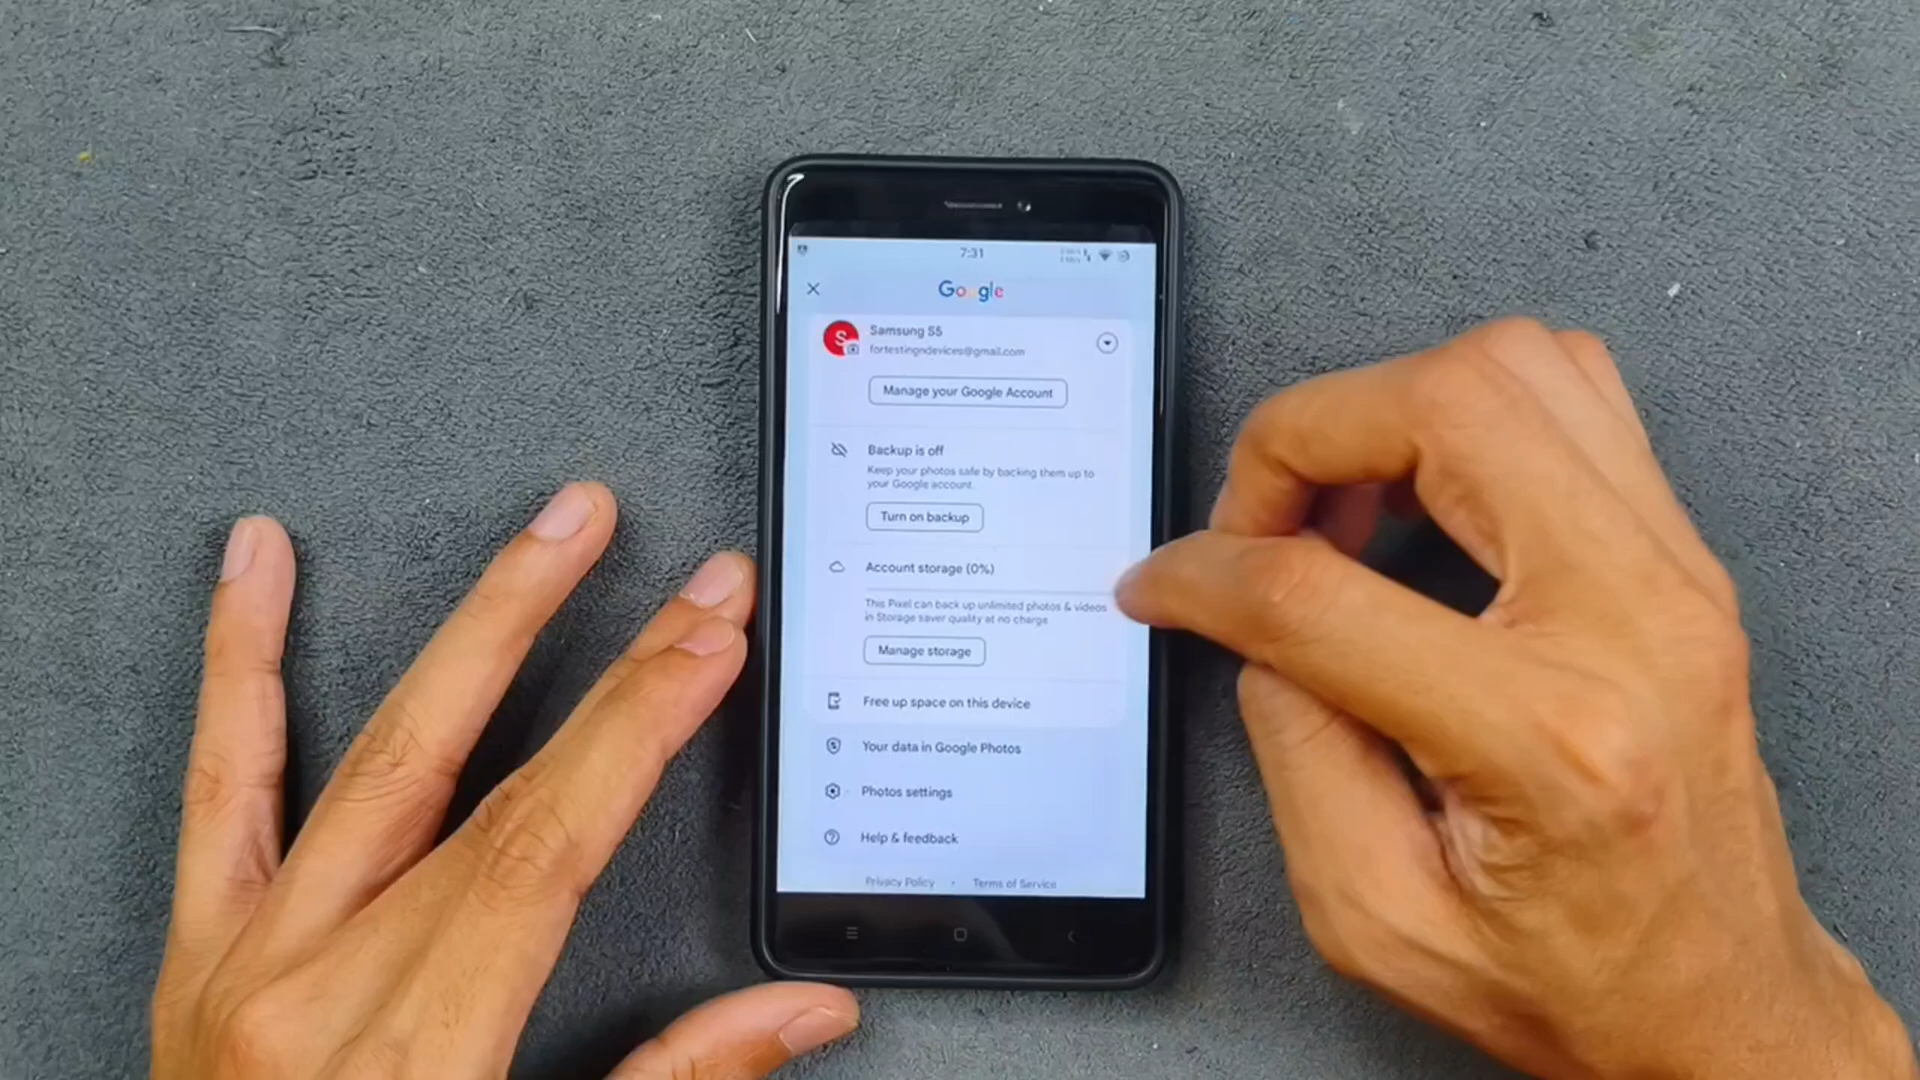 7:31
Google
S
Samsung S5
fortestingndevices@gmail.com
Manage your Google Account
Backup is off
Keep your photos safe by backing them up to
your Google account.
Turn on backup
Account storage (0%)
This Pixel can back up unlimited photos & videos
in Storage saver quality at no charge
Manage storage
Free up space on this device
Your data in Google Photos
Photos settings
Help & feedback
Privacy Policy • Terms of Service